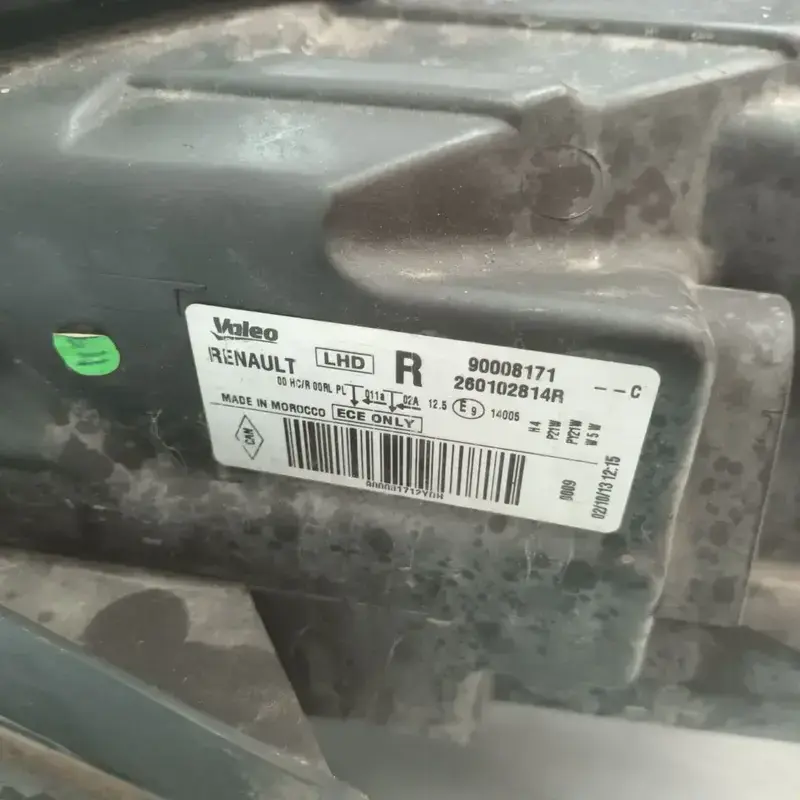 Valeo
RENAULT LHD R 90008171
260102814R --C
00 HC/R 00RL PL 011a 02A 12.5 E9 14005
MADE IN MOROCCO ECE ONLY
CAN
H4
P21W
PY21W
W5W
0009
02/10/13 12:15